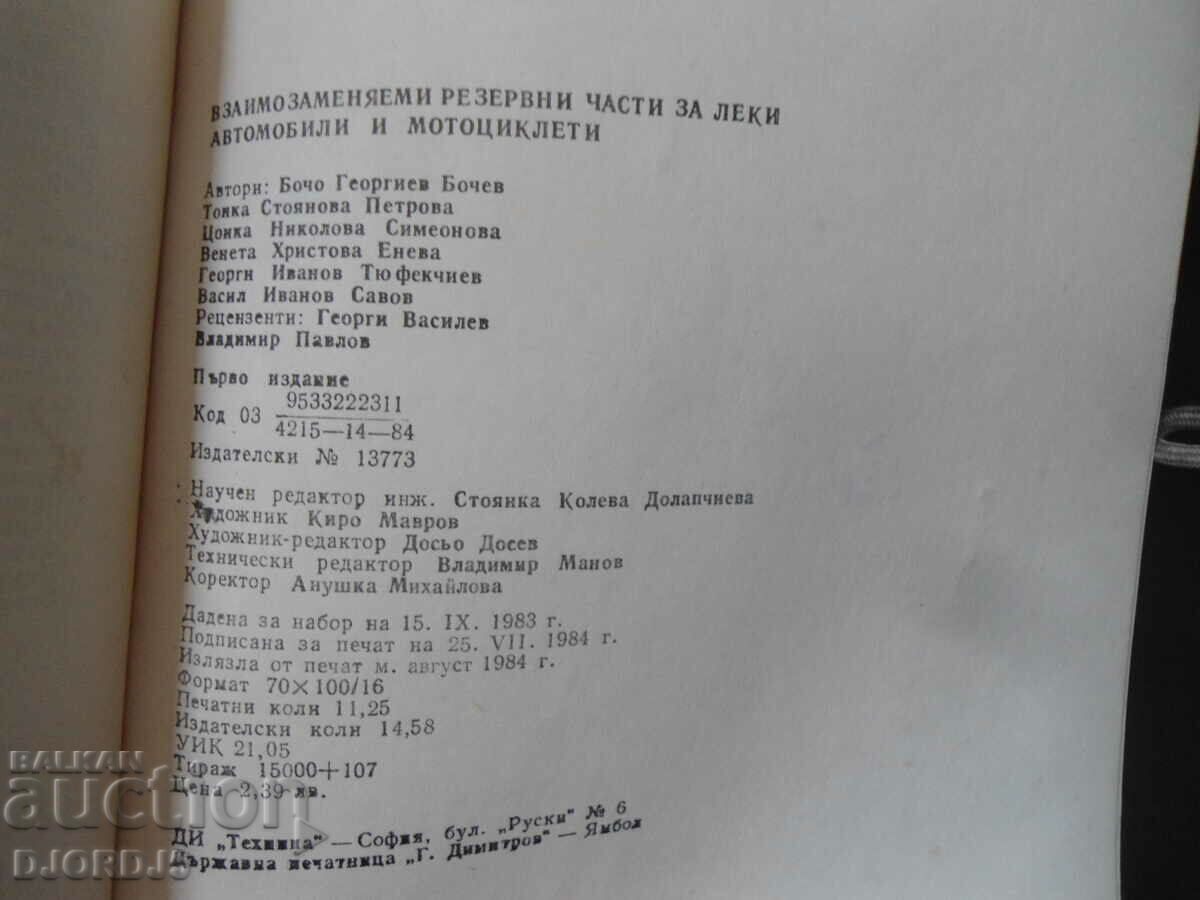 ВЗАИМОЗАМЕНЯЕМИ РЕЗЕРВНИ ЧАСТИ ЗА ЛЕКИ
АВТОМОБИЛИ И МОТОЦИКЛЕТИ
Автори: Бочо Георгиев Бочев
Тонка Стоянова Петрова
Цонка Николова Симеонова
Венета Христова Енева
Георги Иванов Тюфекчиев
Васил Иванов Савов
Рецензенти: Георги Василев
Владимир Павлов
Първо издание
Код 03 9533222311
4215—14—84
Издателски № 13773
Научен редактор инж. Стоянка Колева Долапчиева
Художник Киро Мавров
Художник-редактор Досьо Досев
Технически редактор Владимир Манов
Коректор Анушка Михайлова
Дадена за набор на 15. IX. 1983 г.
Подписана за печат на 25. VII. 1984 г.
Излязла от печат м. август 1984 г.
Формат 70×100/16
Печатни коли 11,25
Издателски коли 14,58
УИК 21,05
Тираж 15000+107
Цена 2,39 лв.
ДИ „Техника“ — София, бул. „Руски“ № 6
Държавна печатница „Г. Димитров“ — Ямбол
BALKAN
auction
DJORDJ5